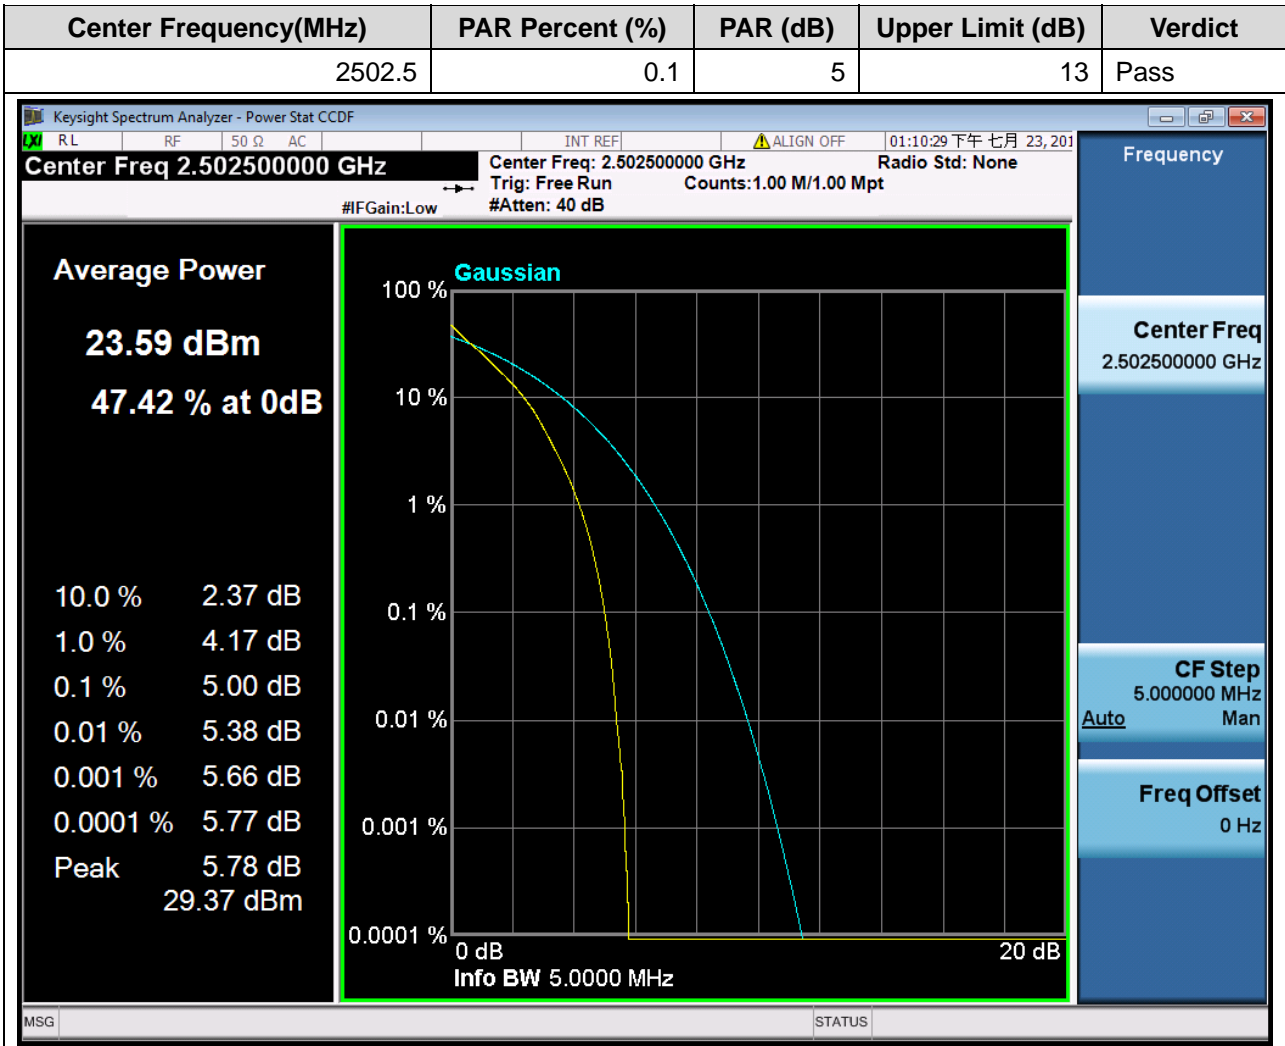 Center Frequency(MHz) PAR Percent (%) PAR (dB) Upper Limit (dB) Verdict
2502.5 0.1 5 13 Pass
Keysight Spectrum Analyzer - Power Stat CCDF
LXI RL RF 50 Ω AC INT REF ALIGN OFF 01:10:29 下午 七月 23, 201
Center Freq 2.502500000 GHz
#IFGain:Low
Center Freq: 2.502500000 GHz Radio Std: None
Trig: Free Run Counts:1.00 M/1.00 Mpt
#Atten: 40 dB
Average Power
23.59 dBm
47.42 % at 0dB
10.0 % 2.37 dB
1.0 % 4.17 dB
0.1 % 5.00 dB
0.01 % 5.38 dB
0.001 % 5.66 dB
0.0001 % 5.77 dB
Peak 5.78 dB
29.37 dBm
Gaussian
100 %
10 %
1 %
0.1 %
0.01 %
0.001 %
0.0001 %
0 dB 20 dB
Info BW 5.0000 MHz
Frequency
Center Freq
2.502500000 GHz
CF Step
5.000000 MHz
Auto Man
Freq Offset
0 Hz
MSG STATUS